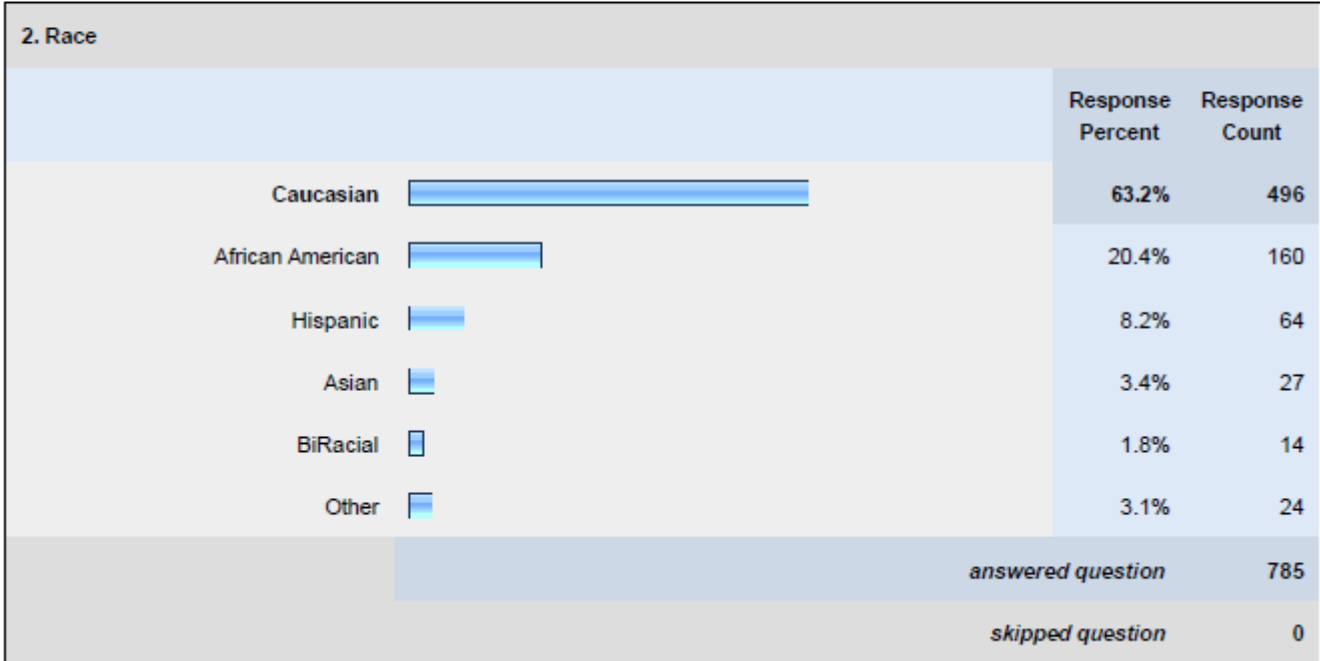 2. Race
Response Percent Response Count
Caucasian 63.2% 496
African American 20.4% 160
Hispanic 8.2% 64
Asian 3.4% 27
BiRacial 1.8% 14
Other 3.1% 24
answered question 785
skipped question 0